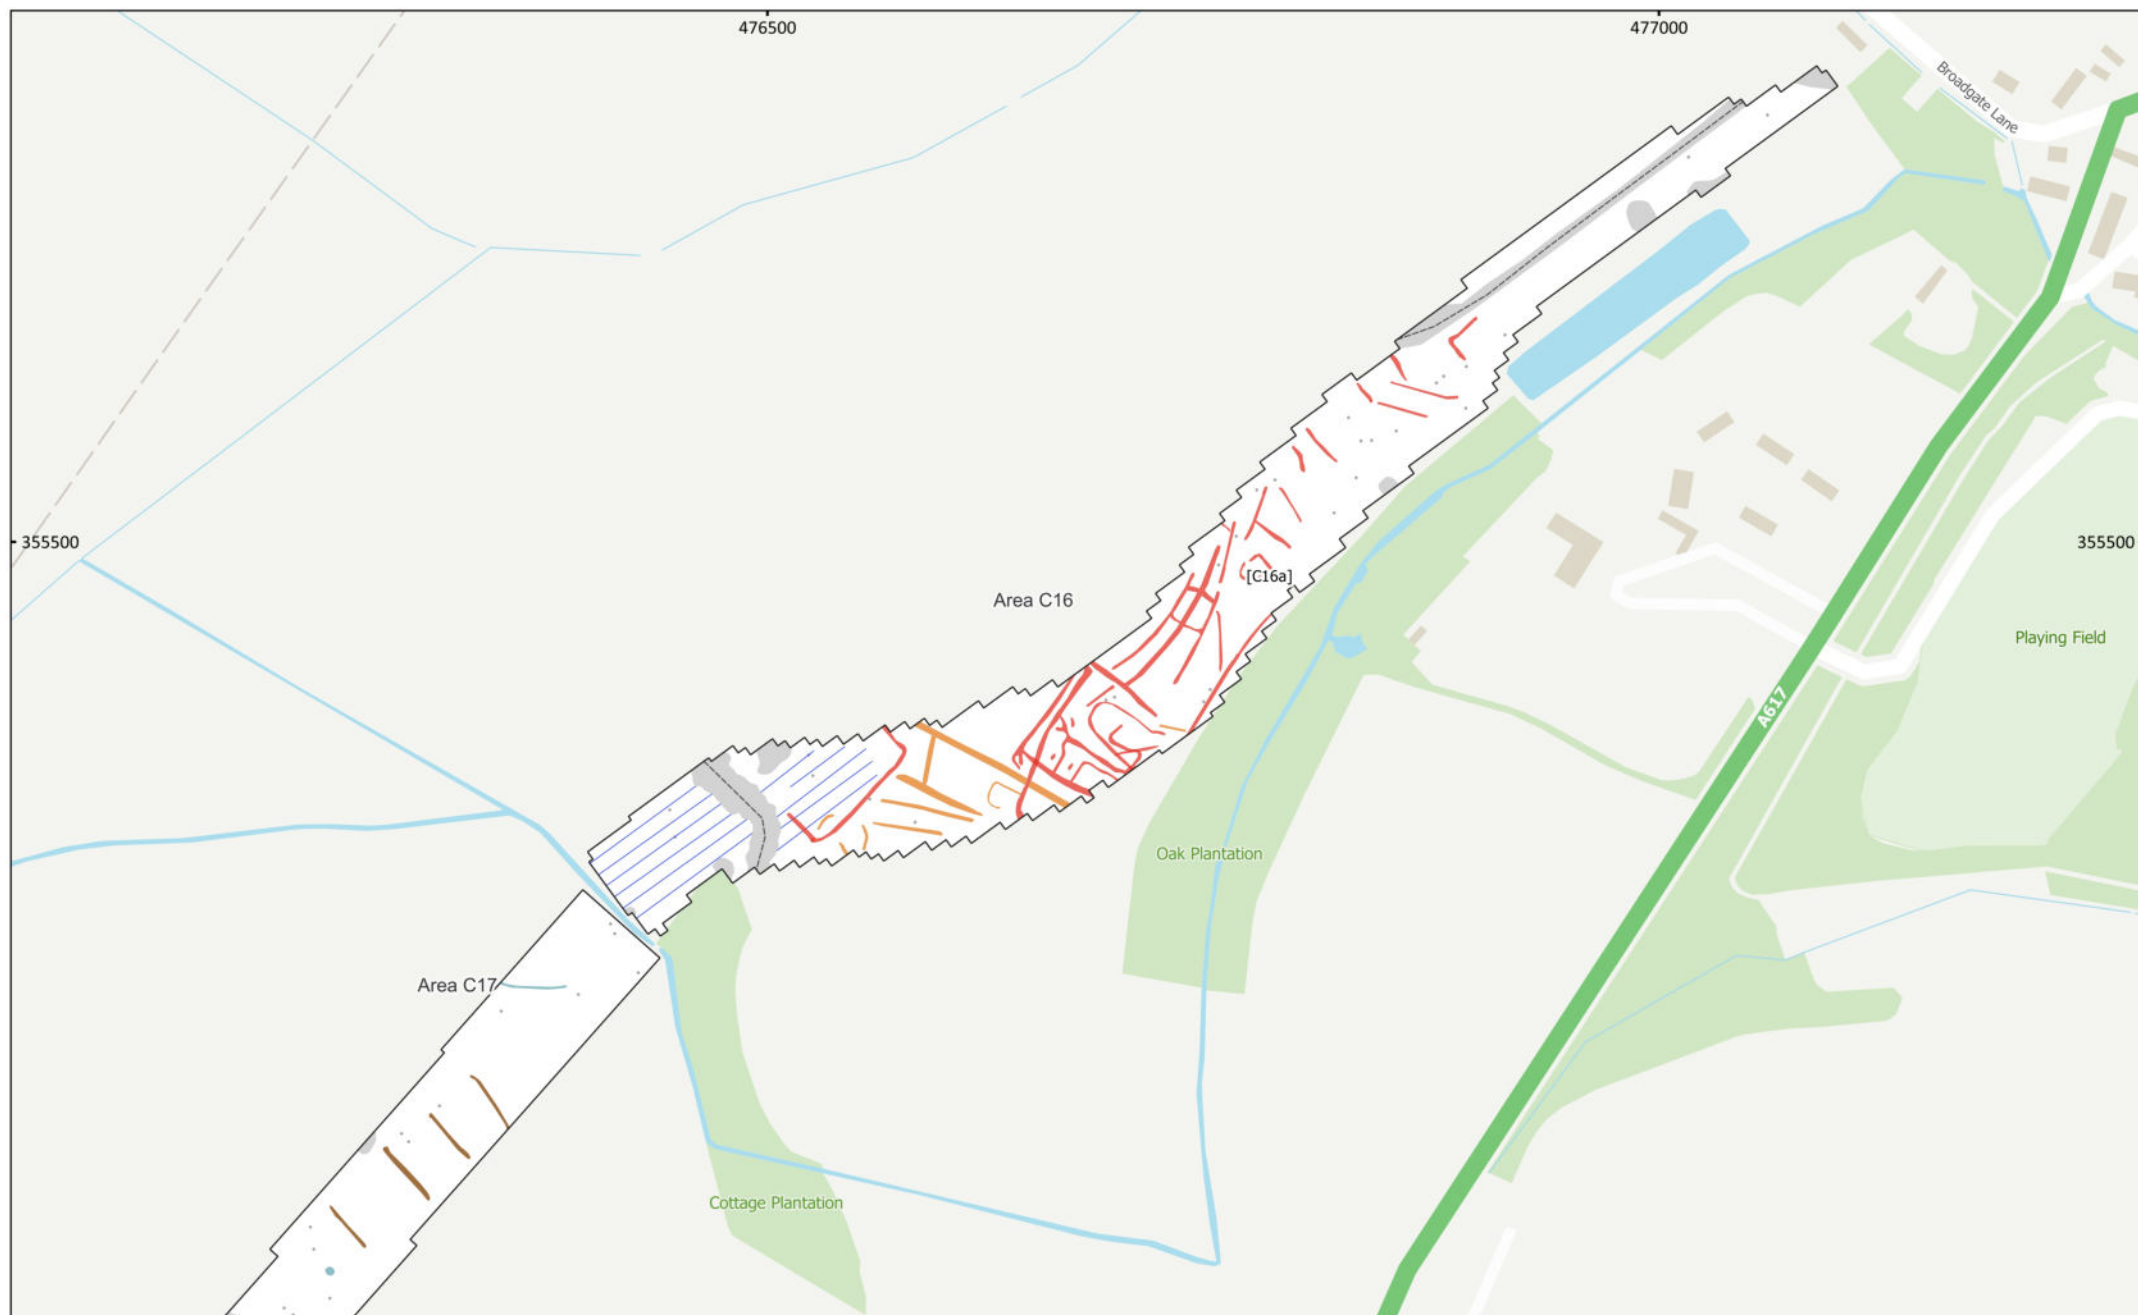 476500
477000
Broadgate Lane
355500
355500
[C16a]
Area C16
Playing Field
A617
Oak Plantation
Area C17
Cottage Plantation